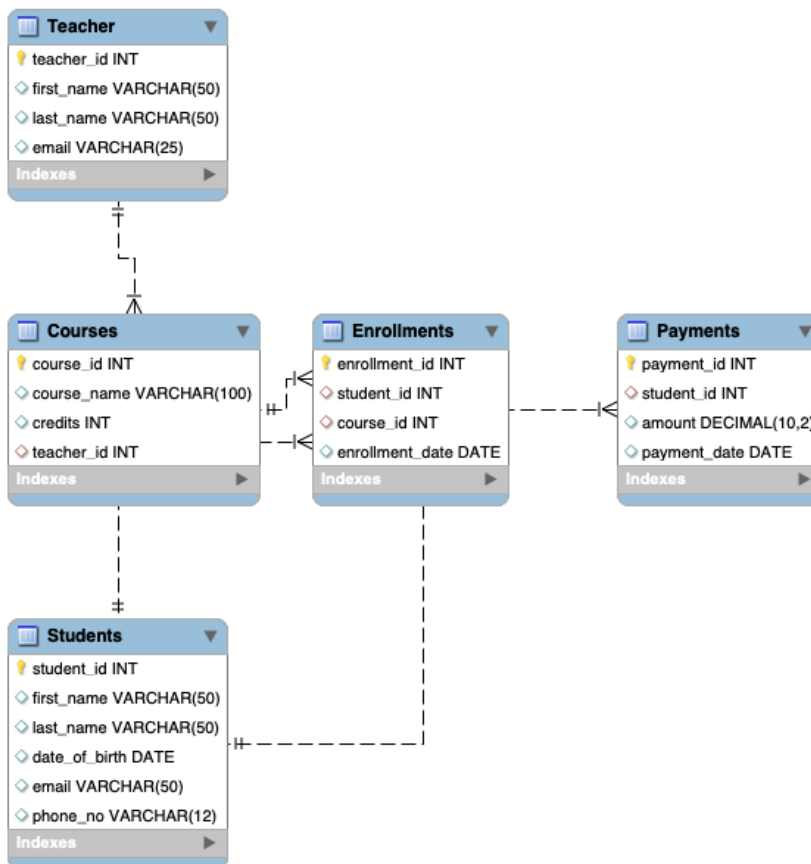 Teacher
teacher_id INT
first_name VARCHAR(50)
last_name VARCHAR(50)
email VARCHAR(25)
Indexes
Courses
course_id INT
course_name VARCHAR(100)
credits INT
teacher_id INT
Indexes
Enrollments
enrollment_id INT
student_id INT
course_id INT
enrollment_date DATE
Indexes
Payments
payment_id INT
student_id INT
amount DECIMAL(10,2)
payment_date DATE
Indexes
Students
student_id INT
first_name VARCHAR(50)
last_name VARCHAR(50)
date_of_birth DATE
email VARCHAR(50)
phone_no VARCHAR(12)
Indexes